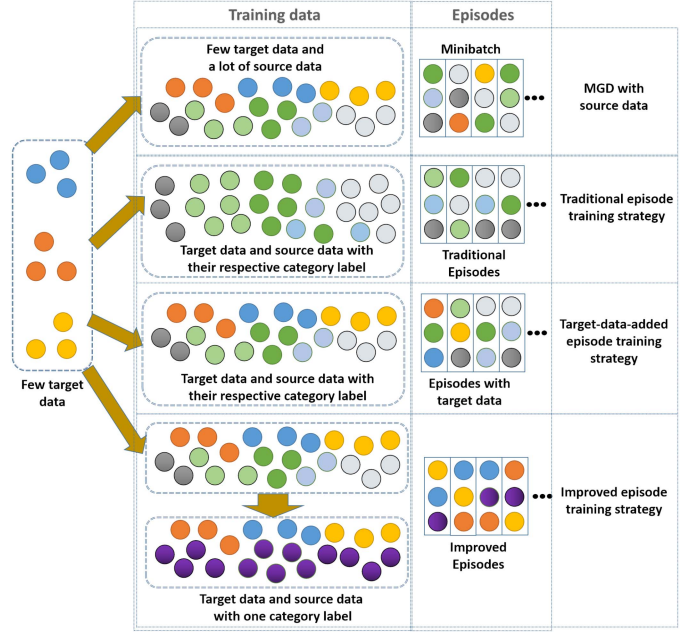 Training data
Episodes
Few target data and
a lot of source data
Minibatch
MGD with
source data
Target data and source data with
their respective category label
Traditional
Episodes
Traditional episode
training strategy
Target data and source data with
their respective category label
Episodes with
target data
Target-data-added
episode training
strategy
Few target
data
Improved
Episodes
Improved episode
training strategy
Target data and source data
with one category label